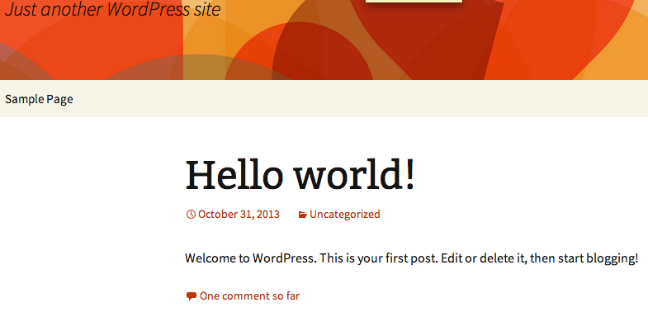 Just another WordPress site
Sample Page
Hello world!
October 31, 2013 Uncategorized
Welcome to WordPress. This is your first post. Edit or delete it, then start blogging!
One comment so far